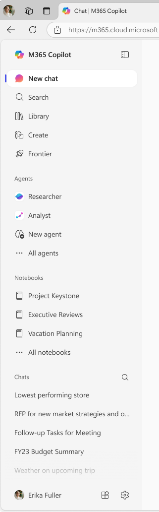 Chat | M365 Copilot
https://m365.cloud.microsoft
M365 Copilot
New chat
Search
Library
Create
Frontier
Agents
Researcher
Analyst
New agent
All agents
Notebooks
Project Keystone
Executive Reviews
Vacation Planning
All notebooks
Chats
Lowest performing store
RFP for new market strategies and o...
Follow-up Tasks for Meeting
FY23 Budget Summary
Weather on upcoming trip
Erika Fuller